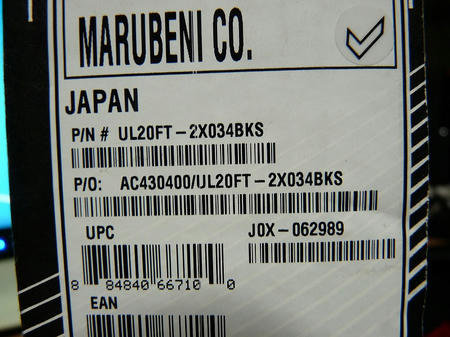 MARUBENI CO.
JAPAN
P/N # UL20FT-2X034BKS
P/O: AC430400/UL20FT-2X034BKS
UPC J0X-062989
8 84840 66710 0
EAN